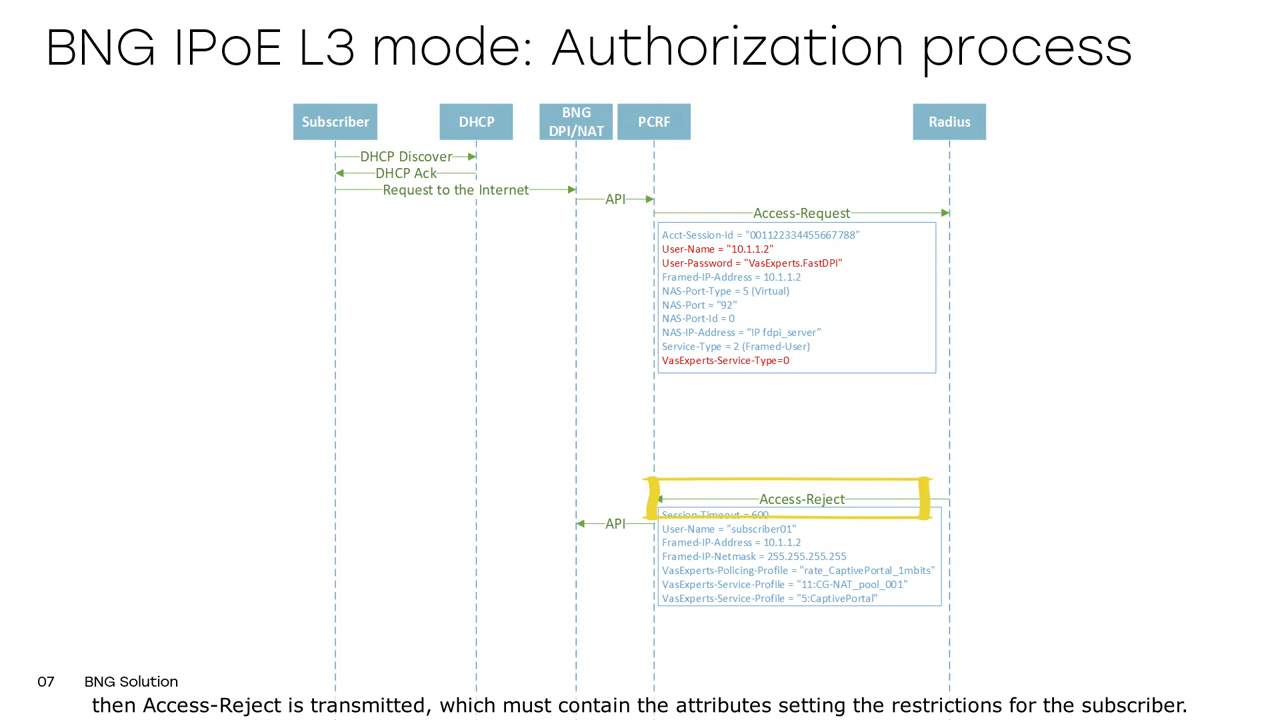 BNG IPoE L3 mode: Authorization process
Subscriber
DHCP
BNG
DPI/NAT
PCRF
Radius
DHCP Discover
DHCP Ack
Request to the Internet
API
Access-Request
Acct-Session-Id = "001122334455667788"
User-Name = "10.1.1.2"
User-Password = "VasExperts.FastDPI"
Framed-IP-Address = 10.1.1.2
NAS-Port-Type = 5 (Virtual)
NAS-Port = "92"
NAS-Port-Id = 0
NAS-IP-Address = “IP fdpi_server”
Service-Type = 2 (Framed-User)
VasExperts-Service-Type=0
Access-Reject
Session-Timeout = 600
API
User-Name = "subscriber01"
Framed-IP-Address = 10.1.1.2
Framed-IP-Netmask = 255.255.255.255
VasExperts-Policing-Profile = "rate_CaptivePortal_1mbits"
VasExperts-Service-Profile = "11:CG-NAT_pool_001"
VasExperts-Service-Profile = "5:CaptivePortal"
07 BNG Solution
then Access-Reject is transmitted, which must contain the attributes setting the restrictions for the subscriber.